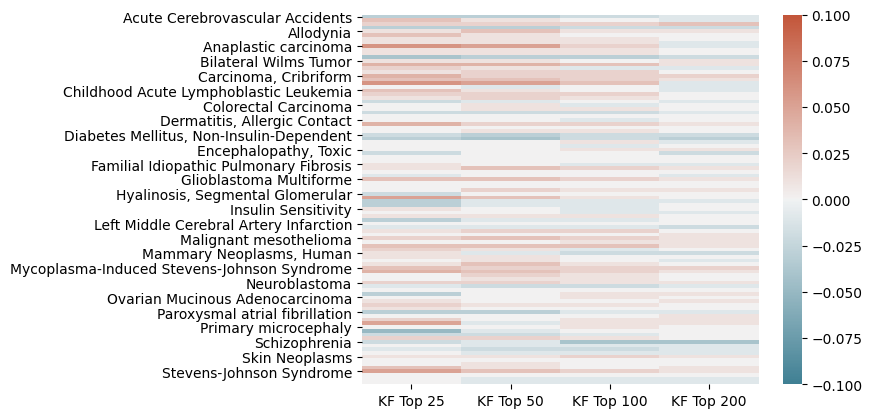 Acute Cerebrovascular Accidents
Allodynia
Anaplastic carcinoma
Bilateral Wilms Tumor
Carcinoma, Cribriform
Childhood Acute Lymphoblastic Leukemia
Colorectal Carcinoma
Dermatitis, Allergic Contact
Diabetes Mellitus, Non-Insulin-Dependent
Encephalopathy, Toxic
Familial Idiopathic Pulmonary Fibrosis
Glioblastoma Multiforme
Hyalinosis, Segmental Glomerular
Insulin Sensitivity
Left Middle Cerebral Artery Infarction
Malignant mesothelioma
Mammary Neoplasms, Human
Mycoplasma-Induced Stevens-Johnson Syndrome
Neuroblastoma
Ovarian Mucinous Adenocarcinoma
Paroxysmal atrial fibrillation
Primary microcephaly
Schizophrenia
Skin Neoplasms
Stevens-Johnson Syndrome
KF Top 25 KF Top 50 KF Top 100 KF Top 200
0.100
0.075
0.050
0.025
0.000
−0.025
−0.050
−0.075
−0.100